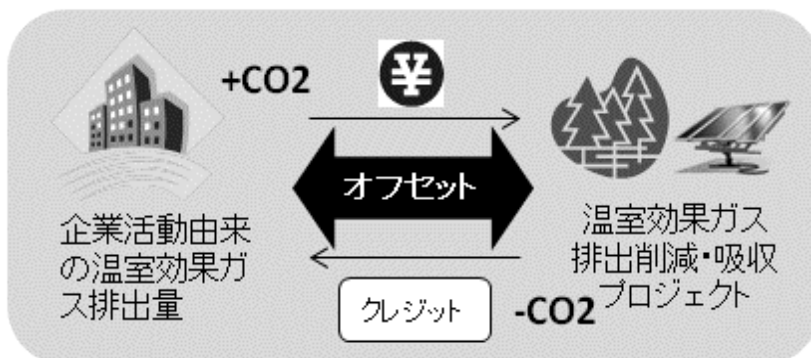 +CO2
¥
オフセット
企業活動由来
の温室効果ガ
ス排出量
温室効果ガス
排出削減・吸収
プロジェクト
クレジット
-CO2